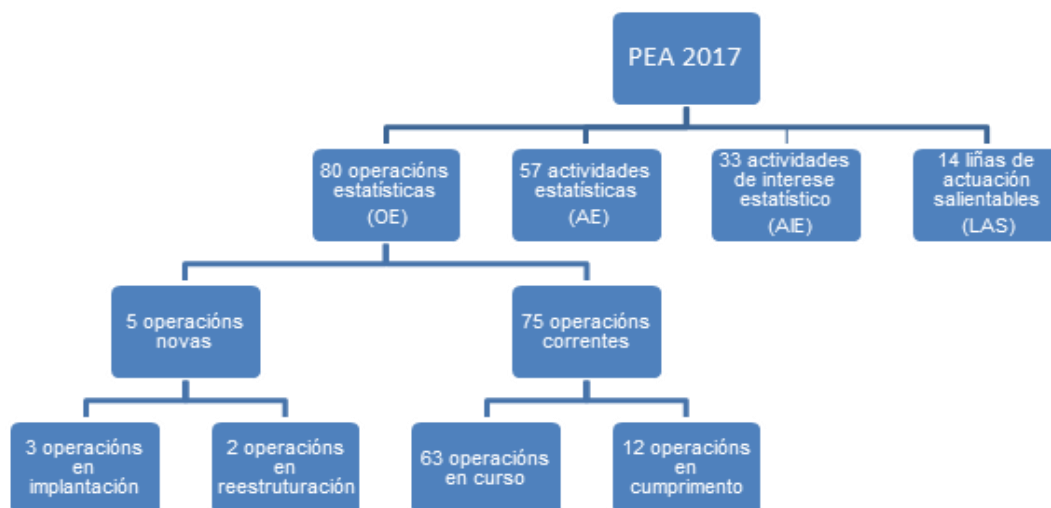 PEA 2017
80 operacións
estatísticas
(OE)
57 actividades
estatísticas
(AE)
33 actividades
de interese
estatístico
(AIE)
14 liñas de
actuación
salientables
(LAS)
5 operacións
novas
75 operacións
correntes
3 operacións
en
implantación
2 operacións
en
reestruturación
63 operacións
en curso
12 operacións
en
cumprimento